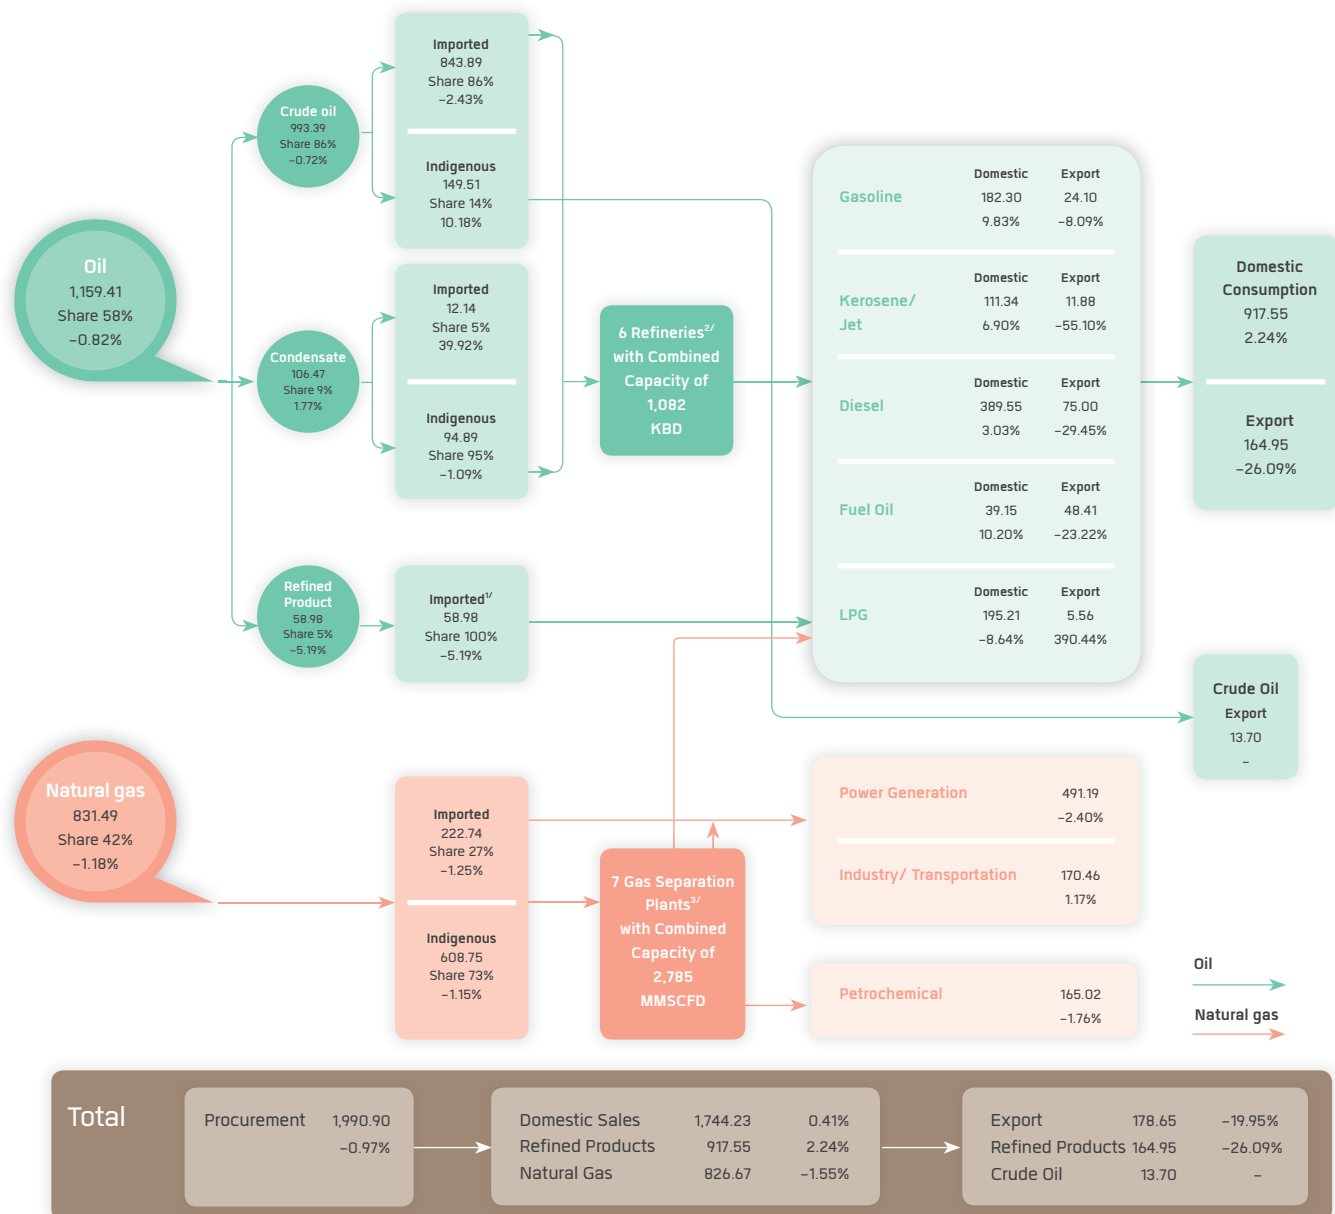 Oil
1,159.41
Share 58%
-0.82%
Crude oil
993.39
Share 86%
-0.72%
Imported
843.89
Share 86%
-2.43%
Indigenous
149.51
Share 14%
10.18%
Condensate
106.47
Share 9%
1.77%
Imported
12.14
Share 5%
39.92%
Indigenous
94.89
Share 95%
-1.09%
Refined
Product
58.98
Share 5%
-5.19%
Imported1/
58.98
Share 100%
-5.19%
6 Refineries2/
with Combined
Capacity of
1,082
KBD
Domestic Export
Gasoline 182.30 24.10
9.83% -8.09%
Domestic Export
Kerosene/ 111.34 11.88
Jet 6.90% -55.10%
Domestic Export
Diesel 389.55 75.00
3.03% -29.45%
Domestic Export
Fuel Oil 39.15 48.41
10.20% -23.22%
Domestic Export
LPG 195.21 5.56
-8.64% 390.44%
Domestic
Consumption
917.55
2.24%
Export
164.95
-26.09%
Crude Oil
Export
13.70
-
Natural gas
831.49
Share 42%
-1.18%
Imported
222.74
Share 27%
-1.25%
Indigenous
608.75
Share 73%
-1.15%
7 Gas Separation
Plants3/
with Combined
Capacity of
2,785
MMSCFD
Power Generation 491.19
-2.40%
Industry/ Transportation 170.46
1.17%
Petrochemical 165.02
-1.76%
Oil
Natural gas
Total
Procurement 1,990.90
-0.97%
Domestic Sales 1,744.23 0.41%
Refined Products 917.55 2.24%
Natural Gas 826.67 -1.55%
Export 178.65 -19.95%
Refined Products 164.95 -26.09%
Crude Oil 13.70 -